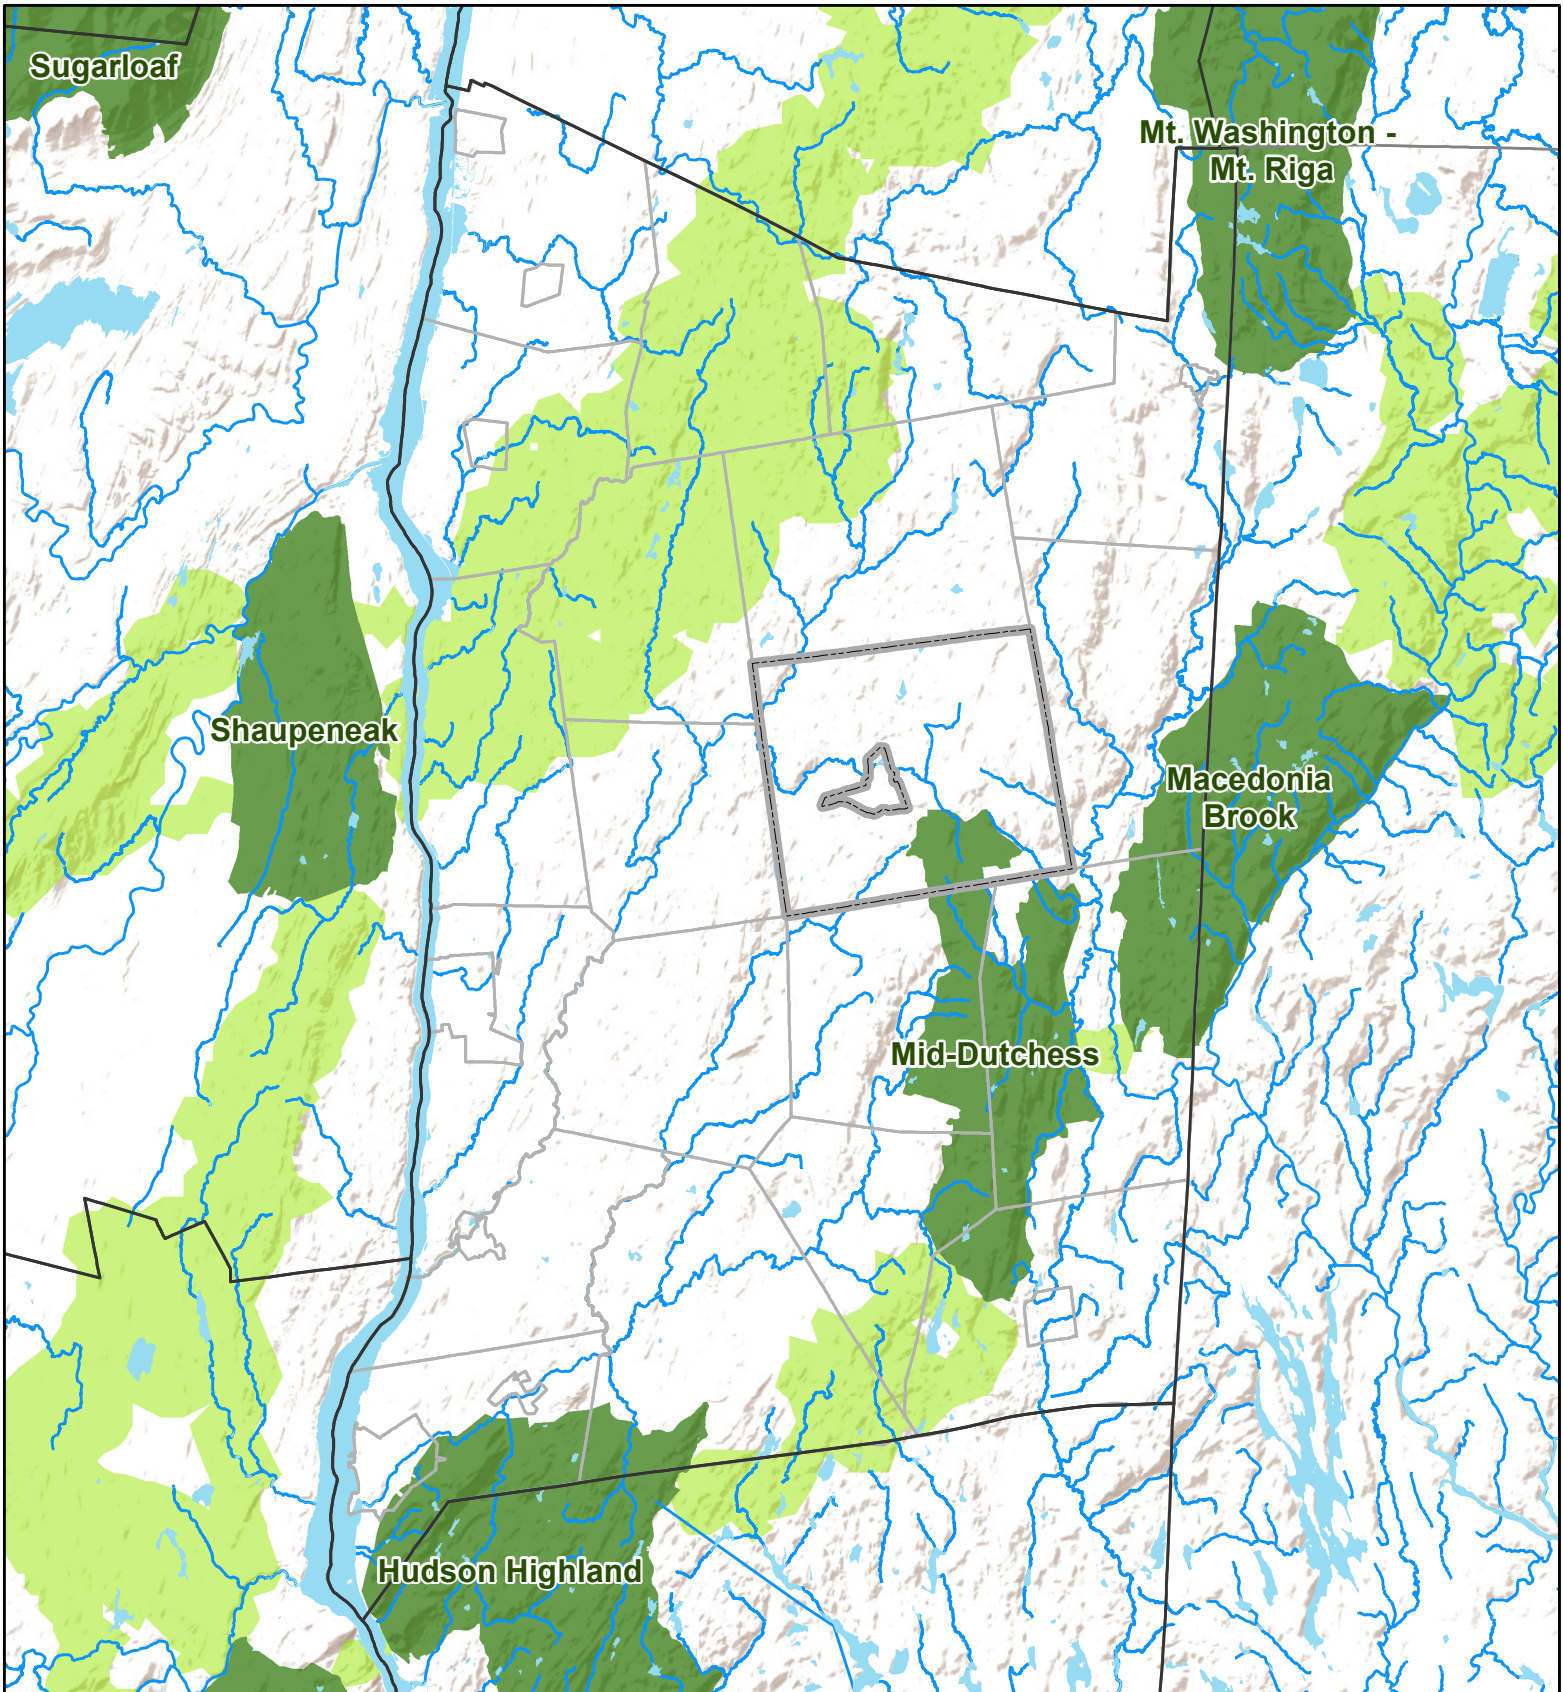 Sugarloaf
Mt. Washington -
Mt. Riga
Shaupeneak
Macedonia
Brook
Mid-Dutchess
Hudson Highland